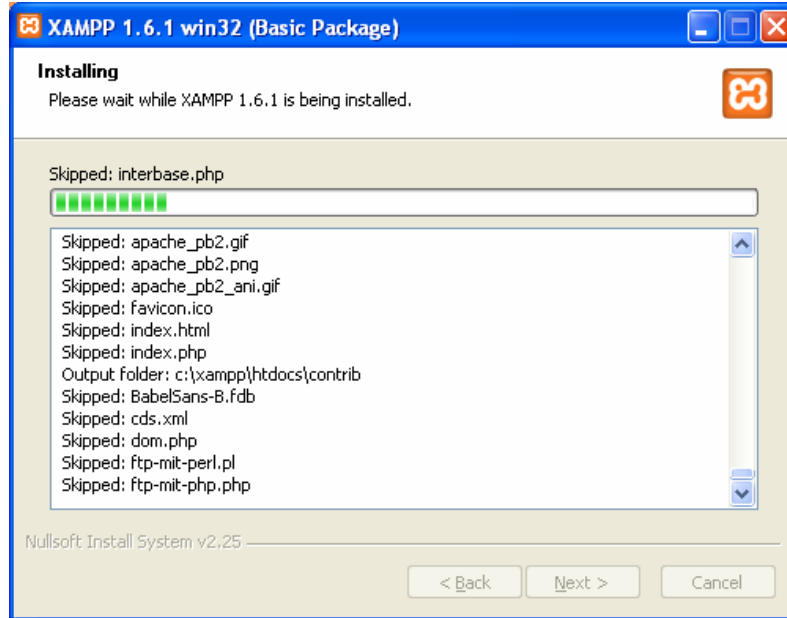 XAMPP 1.6.1 win32 (Basic Package)
Installing
Please wait while XAMPP 1.6.1 is being installed.
Skipped: interbase.php
Skipped: apache_pb2.gif
Skipped: apache_pb2.png
Skipped: apache_pb2_ani.gif
Skipped: favicon.ico
Skipped: index.html
Skipped: index.php
Output folder: c:\xampp\htdocs\contrib
Skipped: BabelSans-B.fdb
Skipped: cds.xml
Skipped: dom.php
Skipped: ftp-mit-perl.pl
Skipped: ftp-mit-php.php
Nullsoft Install System v2.25
< Back Next > Cancel